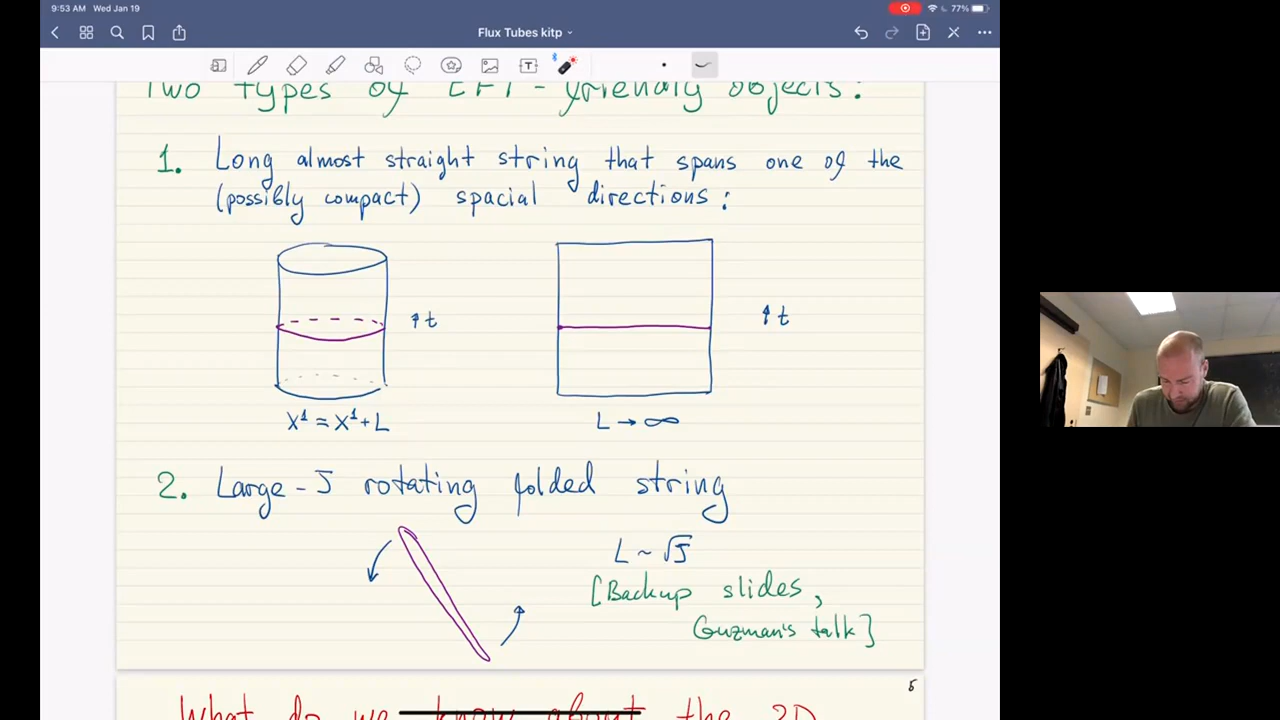 9:53 AM Wed Jan 19
77%
Flux Tubes kitp
Two types of EFT - friendly objects:
1. Long almost straight string that spans one of the
(possibly compact) spacial directions:
↑ t
↑ t
X¹ = X¹ + L
L → ∞
2. Large - J rotating folded string
L ~ √J
[Backup slides,
Guzman's talk]
5
What do we know about the 2D